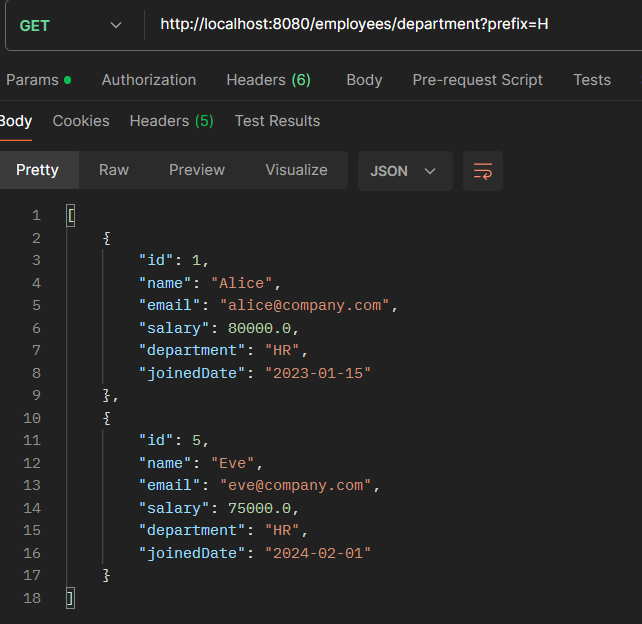 GET http://localhost:8080/employees/department?prefix=H
Params Authorization Headers (6) Body Pre-request Script Tests
Body Cookies Headers (5) Test Results
Pretty Raw Preview Visualize JSON
1 [
2 {
3 "id": 1,
4 "name": "Alice",
5 "email": "alice@company.com",
6 "salary": 80000.0,
7 "department": "HR",
8 "joinedDate": "2023-01-15"
9 },
10 {
11 "id": 5,
12 "name": "Eve",
13 "email": "eve@company.com",
14 "salary": 75000.0,
15 "department": "HR",
16 "joinedDate": "2024-02-01"
17 }
18 ]